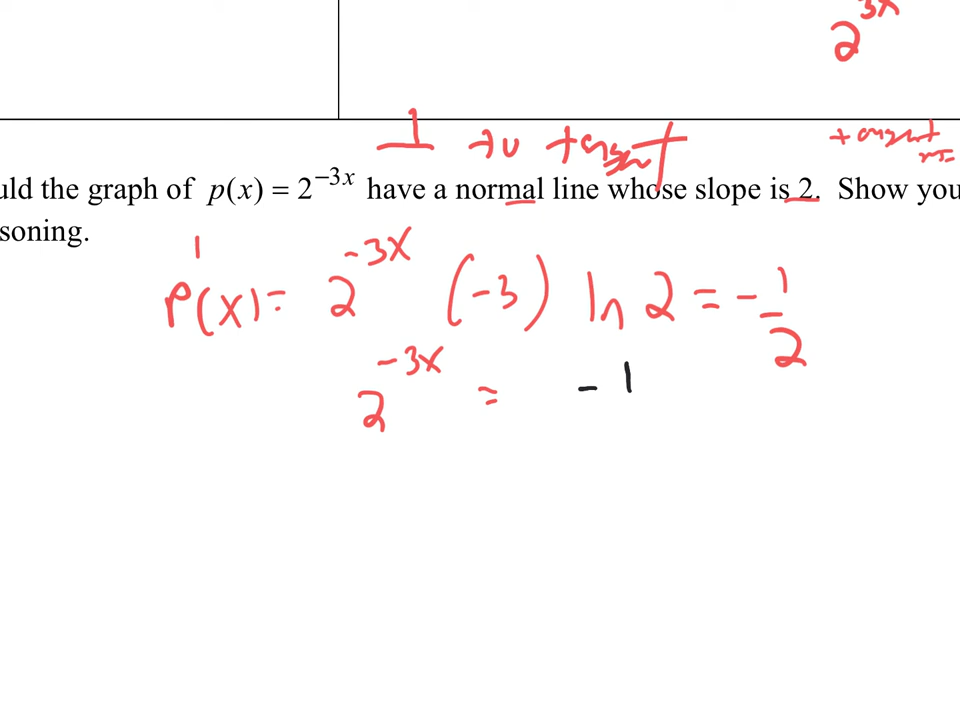 2^{3x}
⊥ to tangent
tangent
uld the graph of p(x) = 2^{−3x} have a normal line whose slope is 2. Show you
soning.
p'(x) = 2^{-3x} (-3) ln 2 = -1/2
2^{-3x} = -1